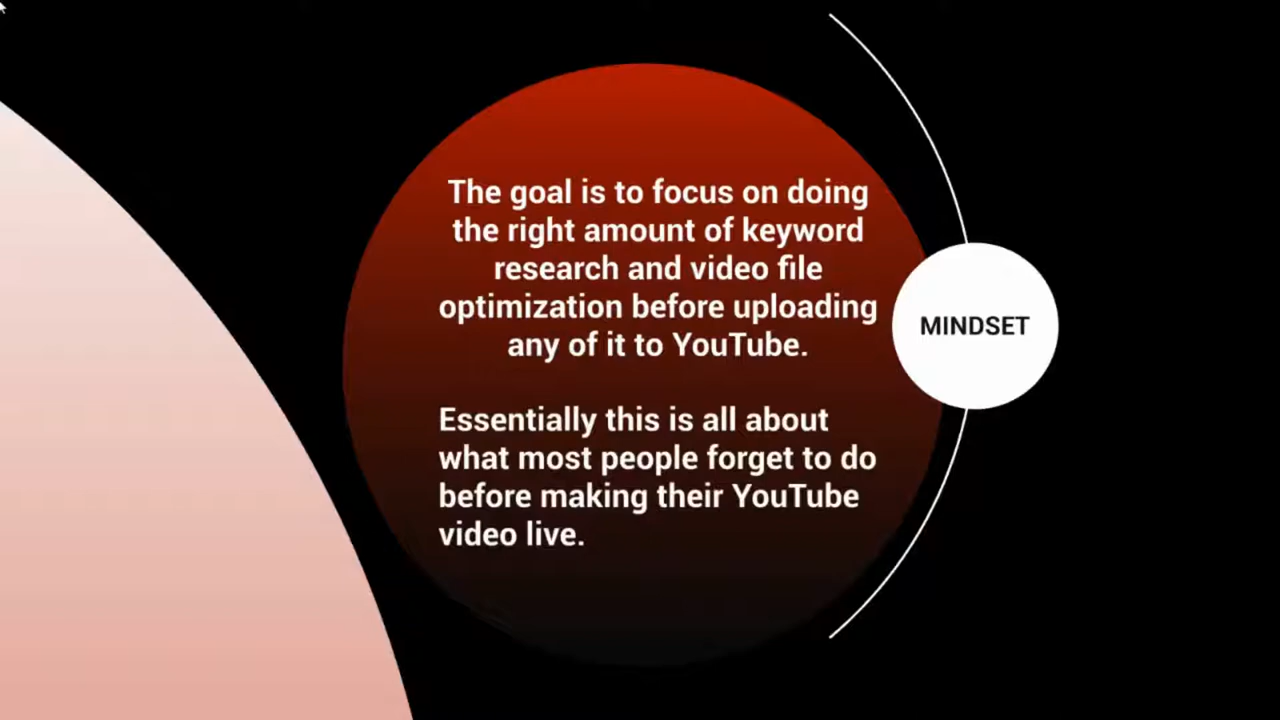 The goal is to focus on doing
the right amount of keyword
research and video file
optimization before uploading
any of it to YouTube.
Essentially this is all about
what most people forget to do
before making their YouTube
video live.
MINDSET